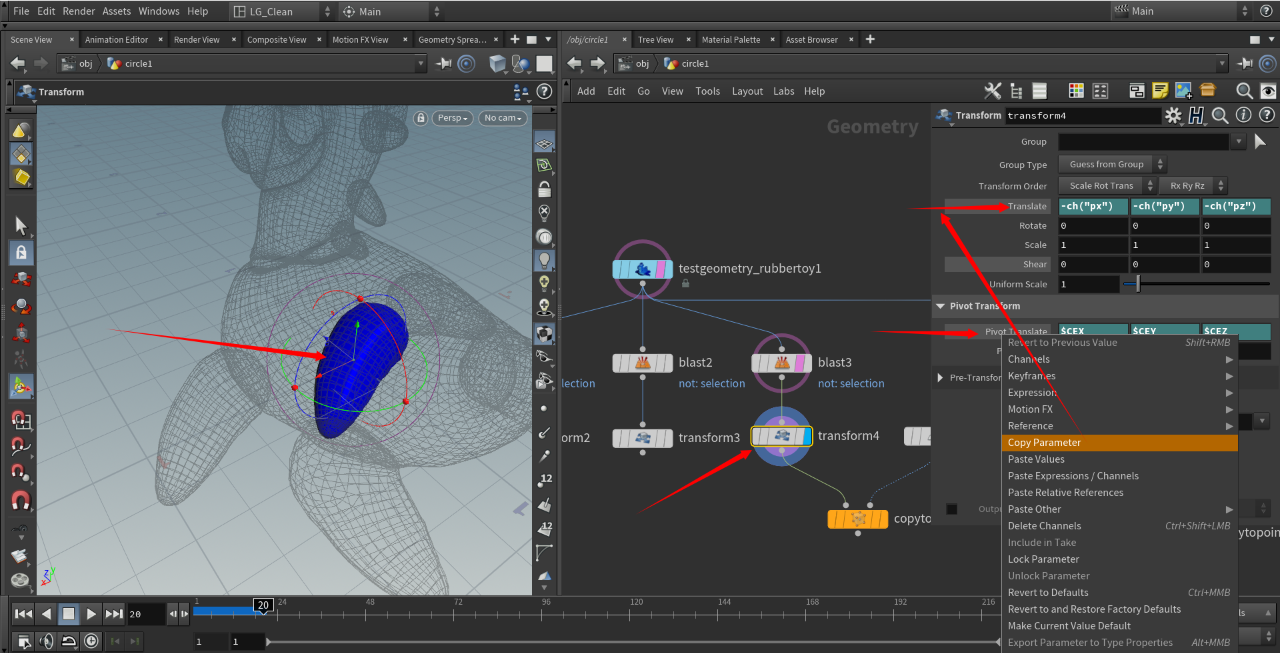 File Edit Render Assets Windows Help LG_Clean Main Main
Scene View Animation Editor Render View Composite View Motion FX View Geometry Sprea...
/obj/circle1 Tree View Material Palette Asset Browser
obj circle1
obj circle1
Transform
Add Edit Go View Tools Layout Labs Help
Persp No cam
Geometry
Transform transform4
Group
Group Type Guess from Group
Transform Order Scale Rot Trans Rx Ry Rz
Translate -ch("px") -ch("py") -ch("pz")
Rotate 0 0 0
Scale 1 1 1
Shear 0 0 0
Uniform Scale 1
Pivot Transform
Pivot Translate $CEX $CEY $CEZ
Pre-Transfor
testgeometry_rubbertoy1
blast2
not: selection
blast3
not: selection
lection
orm2
transform3
transform4
copyto
Outpu
ytopoin
Revert to Previous Value Shift+RMB
Channels
Keyframes
Expression
Motion FX
Reference
Copy Parameter
Paste Values
Paste Expressions / Channels
Paste Relative References
Paste Other
Delete Channels Ctrl+Shift+LMB
Include in Take
Lock Parameter
Unlock Parameter
Revert to Defaults Ctrl+MMB
Revert to and Restore Factory Defaults
Make Current Value Default
Export Parameter to Type Properties Alt+MMB
12
12
z
20
1 20 24 48 72 96 120 144 168 192 216
1 1